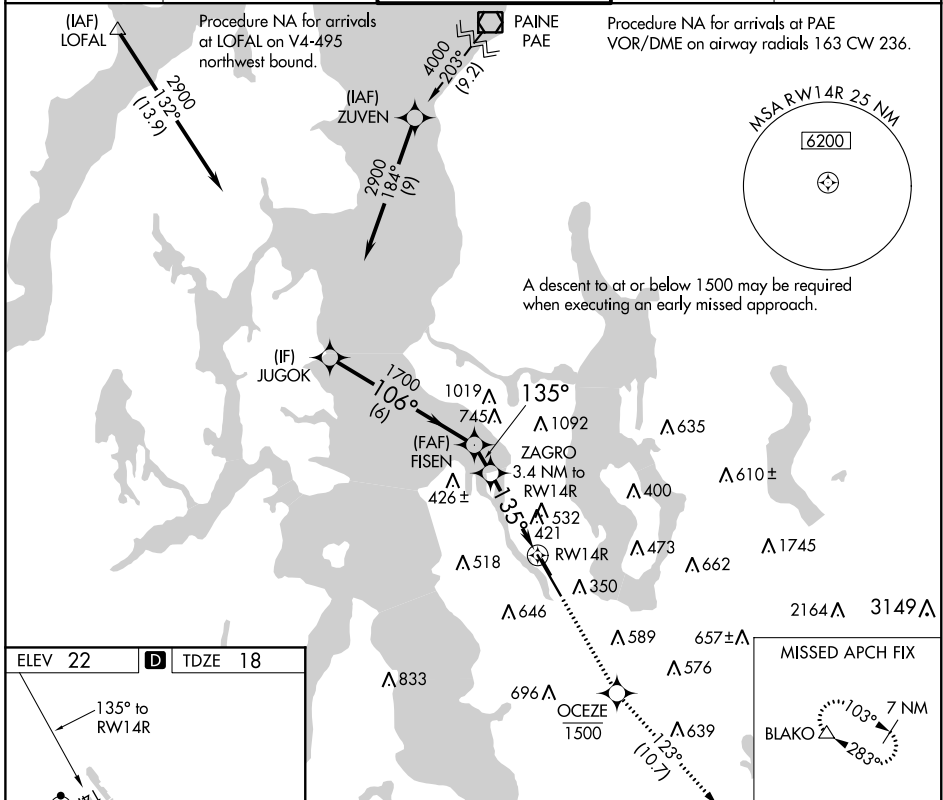 (IAF)
LOFAL
Procedure NA for arrivals
at LOFAL on V4-495
northwest bound.
PAINE
PAE
Procedure NA for arrivals at PAE
VOR/DME on airway radials 163 CW 236.
4000
203°
(9.2)
2900
132°
(13.9)
(IAF)
ZUVEN
2900
184°
(9)
MSA RW14R 25 NM
6200
A descent to at or below 1500 may be required
when executing an early missed approach.
(IF)
JUGOK
1700
106°
(6)
1019
745
135°
1092
635
(FAF)
FISEN
ZAGRO
3.4 NM to
RW14R
426±
400
610±
135°
532
421
RW14R
518
473
662
1745
350
646
2164
3149
589
657±
576
833
696
OCEZE
1500
639
123°
(10.7)
ELEV 22
D
TDZE 18
135° to
RW14R
MISSED APCH FIX
BLAKO
103°
7 NM
283°